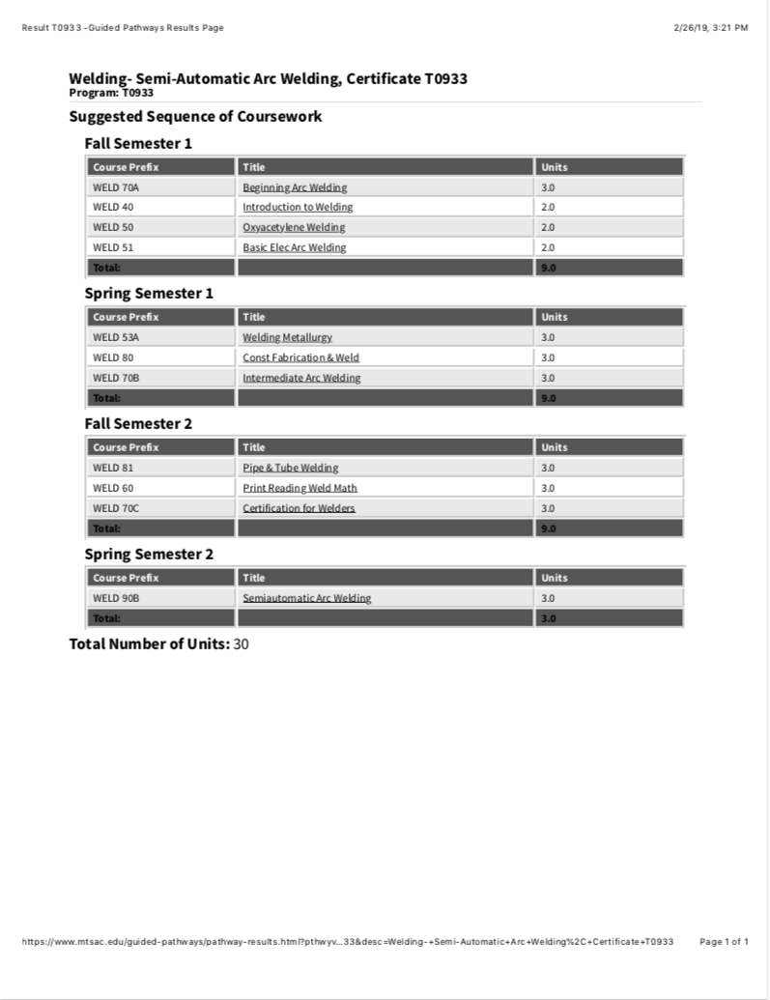 Result T0933 -Guided Pathways Results Page 2/26/19, 3:21 PM
Welding- Semi-Automatic Arc Welding, Certificate T0933
Program: T0933
Suggested Sequence of Coursework
Fall Semester 1
Course Prefix Title Units
WELD 70A Beginning Arc Welding 3.0
WELD 40 Introduction to Welding 2.0
WELD 50 Oxyacetylene Welding 2.0
WELD 51 Basic Elec Arc Welding 2.0
Total: 9.0
Spring Semester 1
Course Prefix Title Units
WELD 53A Welding Metallurgy 3.0
WELD 80 Const Fabrication & Weld 3.0
WELD 70B Intermediate Arc Welding 3.0
Total: 9.0
Fall Semester 2
Course Prefix Title Units
WELD 81 Pipe & Tube Welding 3.0
WELD 60 Print Reading Weld Math 3.0
WELD 70C Certification for Welders 3.0
Total: 9.0
Spring Semester 2
Course Prefix Title Units
WELD 90B Semiautomatic Arc Welding 3.0
Total: 3.0
Total Number of Units: 30
https://www.mtsac.edu/guided-pathways/pathway-results.html?pthwyv…33&desc=Welding-+Semi-Automatic+Arc+Welding%2C+Certificate+T0933 Page 1 of 1